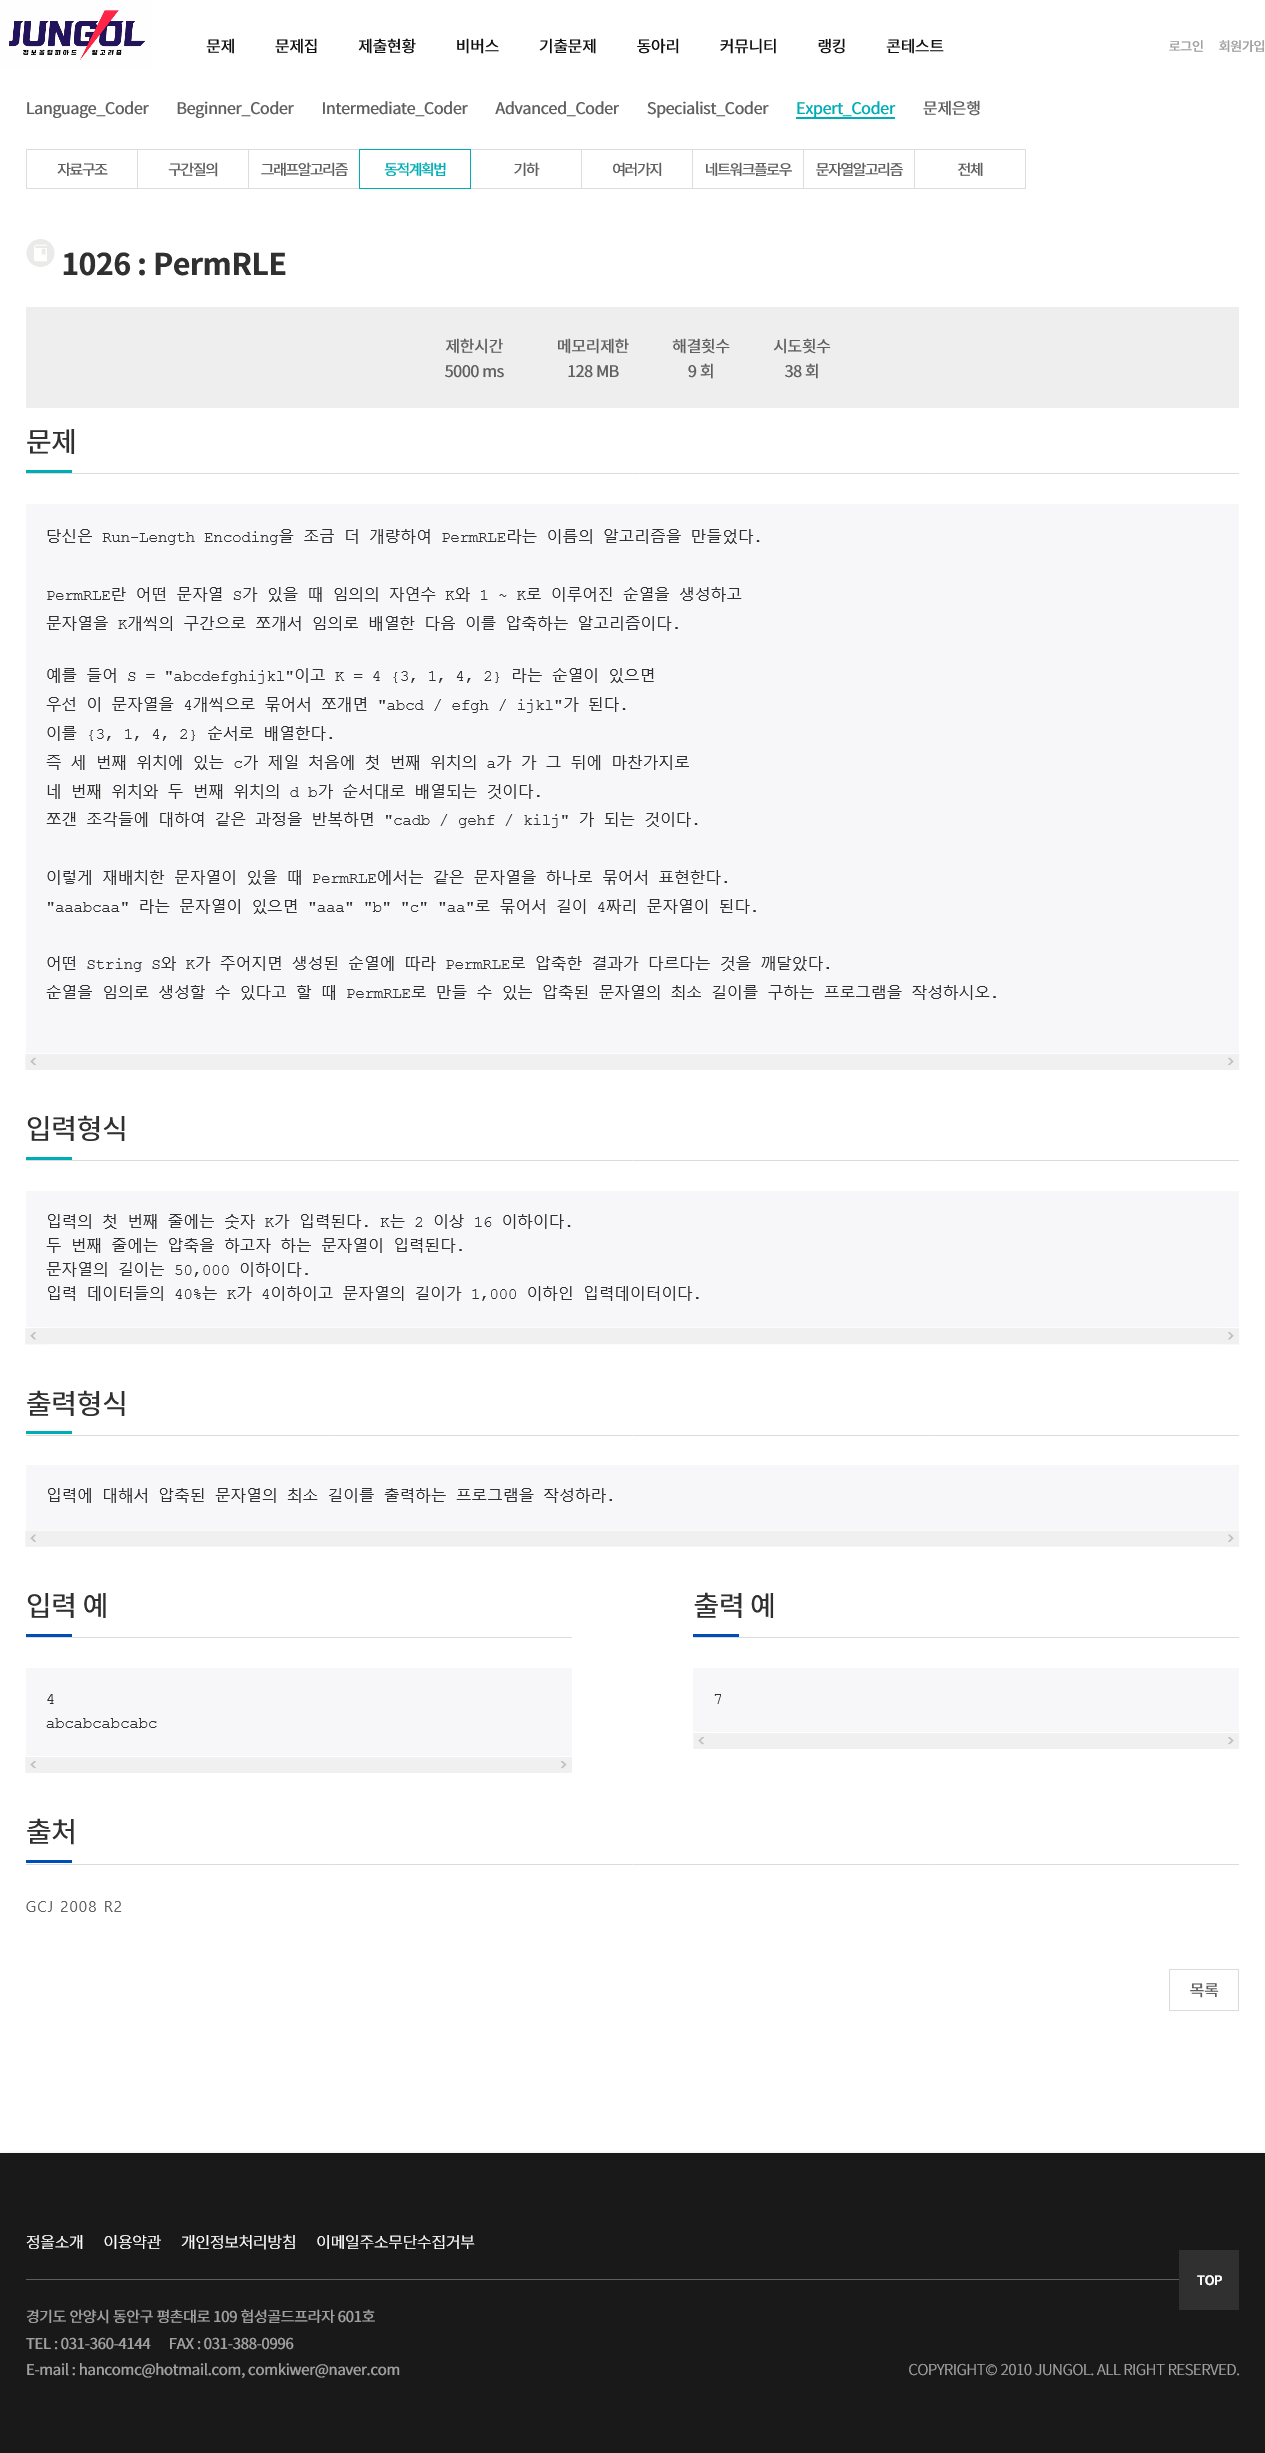 JUNGOL
정보올림피아드 알고리즘
문제 문제집 제출현황 비버스 기출문제 동아리 커뮤니티 랭킹 콘테스트 로그인 회원가입
Language_Coder Beginner_Coder Intermediate_Coder Advanced_Coder Specialist_Coder Expert_Coder 문제은행
자료구조 구간질의 그래프알고리즘 동적계획법 기하 여러가지 네트워크플로우 문자열알고리즘 전체
1026 : PermRLE
제한시간 메모리제한 해결횟수 시도횟수
5000 ms 128 MB 9 회 38 회
문제
당신은 Run-Length Encoding을 조금 더 개량하여 PermRLE라는 이름의 알고리즘을 만들었다.
PermRLE란 어떤 문자열 S가 있을 때 임의의 자연수 K와 1 ~ K로 이루어진 순열을 생성하고
문자열을 K개씩의 구간으로 쪼개서 임의로 배열한 다음 이를 압축하는 알고리즘이다.
예를 들어 S = "abcdefghijkl"이고 K = 4 {3, 1, 4, 2} 라는 순열이 있으면
우선 이 문자열을 4개씩으로 묶어서 쪼개면 "abcd / efgh / ijkl"가 된다.
이를 {3, 1, 4, 2} 순서로 배열한다.
즉 세 번째 위치에 있는 c가 제일 처음에 첫 번째 위치의 a가 가 그 뒤에 마찬가지로
네 번째 위치와 두 번째 위치의 d b가 순서대로 배열되는 것이다.
쪼갠 조각들에 대하여 같은 과정을 반복하면 "cadb / gehf / kilj" 가 되는 것이다.
이렇게 재배치한 문자열이 있을 때 PermRLE에서는 같은 문자열을 하나로 묶어서 표현한다.
"aaabcaa" 라는 문자열이 있으면 "aaa" "b" "c" "aa"로 묶어서 길이 4짜리 문자열이 된다.
어떤 String S와 K가 주어지면 생성된 순열에 따라 PermRLE로 압축한 결과가 다르다는 것을 깨달았다.
순열을 임의로 생성할 수 있다고 할 때 PermRLE로 만들 수 있는 압축된 문자열의 최소 길이를 구하는 프로그램을 작성하시오.
입력형식
입력의 첫 번째 줄에는 숫자 K가 입력된다. K는 2 이상 16 이하이다.
두 번째 줄에는 압축을 하고자 하는 문자열이 입력된다.
문자열의 길이는 50,000 이하이다.
입력 데이터들의 40%는 K가 4이하이고 문자열의 길이가 1,000 이하인 입력데이터이다.
출력형식
입력에 대해서 압축된 문자열의 최소 길이를 출력하는 프로그램을 작성하라.
입력 예
4
abcabcabcabc
출력 예
7
출처
GCJ 2008 R2
목록
정올소개 이용약관 개인정보처리방침 이메일주소무단수집거부
TOP
경기도 안양시 동안구 평촌대로 109 협성골드프라자 601호
TEL : 031-360-4144 FAX : 031-388-0996
E-mail : hancomc@hotmail.com, comkiwer@naver.com
COPYRIGHT© 2010 JUNGOL. ALL RIGHT RESERVED.